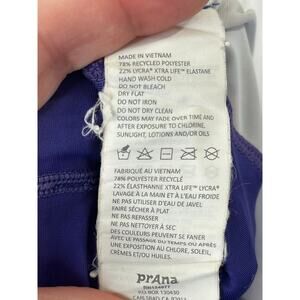 MADE IN VIETNAM
78% RECYCLED POLYESTER
22% LYCRA® XTRA LIFE™ ELASTANE
HAND WASH COLD
DO NOT BLEACH
DRY FLAT
DO NOT IRON
DO NOT DRY CLEAN
COLORS MAY FADE OVER TIME AND
AFTER EXPOSURE TO CHLORINE,
SUNLIGHT, LOTIONS AND/OR OILS
FABRIQUÉ AU VIETNAM
78% POLYESTER RECYCLÉ
22% ÉLASTHANNE XTRA LIFE™ LYCRA®
LAVAGE À LA MAIN ET À L'EAU FROIDE
NE PAS UTILISER D'EAU DE JAVEL
FAIRE SÉCHER À PLAT
NE PAS REPASSER
NE PAS NETTOYER À SEC
DES COULEURS PEUVENT SE FANER
AVEC LE PASSAGE DU TEMPS OU APRÈS
UNE EXPOSITION AU CHLORE, SOLEIL,
CRÈMES ET/OU HUILES.
prAna
PO BOX 130430
CARLSBAD, CA